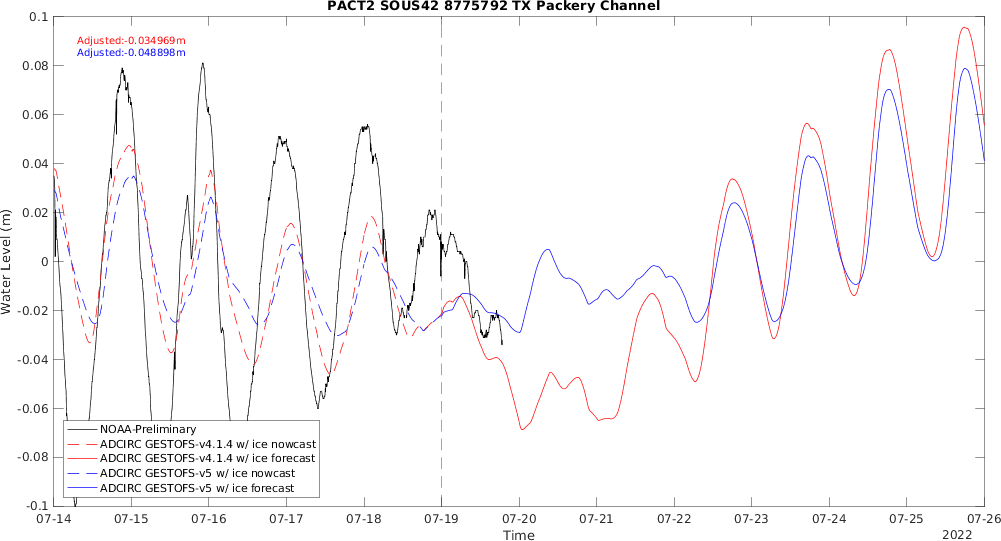 PACT2 SOUS42 8775792 TX Packery Channel
Adjusted:-0.034969m
Adjusted:-0.048898m
0.1
0.08
0.06
0.04
0.02
0
-0.02
-0.04
-0.06
-0.08
-0.1
Water Level (m)
NOAA-Preliminary
ADCIRC GESTOFS-v4.1.4 w/ ice nowcast
ADCIRC GESTOFS-v4.1.4 w/ ice forecast
ADCIRC GESTOFS-v5 w/ ice nowcast
ADCIRC GESTOFS-v5 w/ ice forecast
07-14 07-15 07-16 07-17 07-18 07-19 07-20 07-21 07-22 07-23 07-24 07-25 07-26
Time
2022